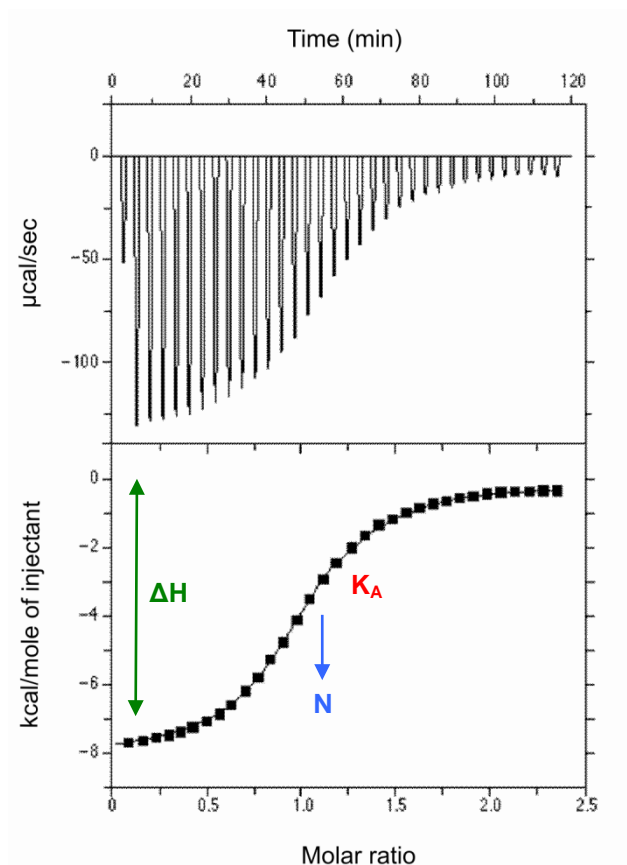 Time (min)
0 20 40 60 80 100 120
0
-50
-100
µcal/sec
0
-2
-4
-6
-8
kcal/mole of injectant
ΔH
KA
N
0 0.5 1.0 1.5 2.0 2.5
Molar ratio